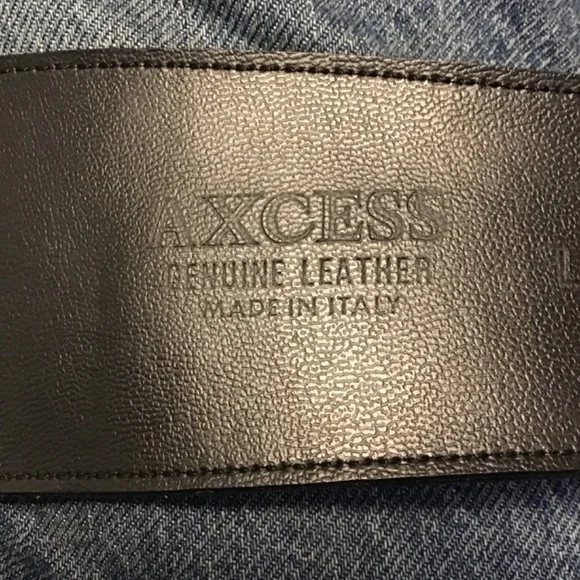 AXCESS
GENUINE LEATHER
MADE IN ITALY
L